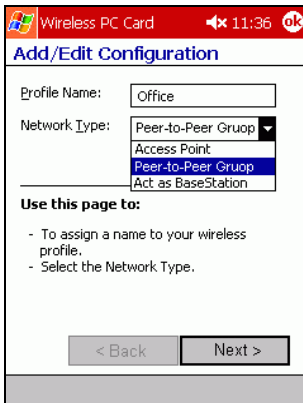 Wireless PC Card 11:36 ok
Add/Edit Configuration
Profile Name: Office
Network Type: Peer-to-Peer Gruop
Access Point
Peer-to-Peer Gruop
Act as BaseStation
Use this page to:
- To assign a name to your wireless
profile.
- Select the Network Type.
< Back Next >